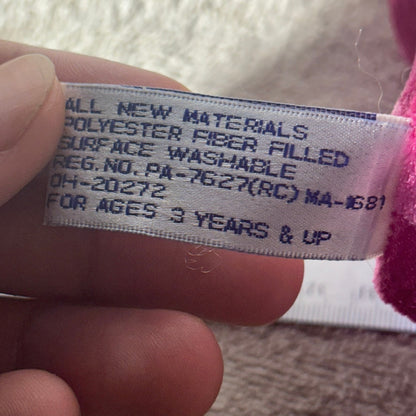 ALL NEW MATERIALS
POLYESTER FIBER FILLED
SURFACE WASHABLE
REG.NO. PA-7627(RC) MA-1681
OH-20272
FOR AGES 3 YEARS & UP